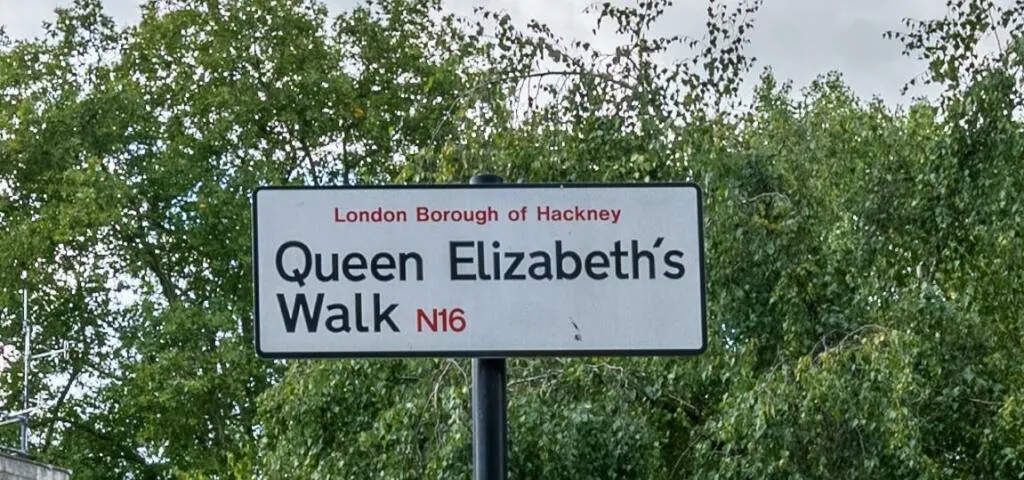 London Borough of Hackney
Queen Elizabeth's
Walk N16